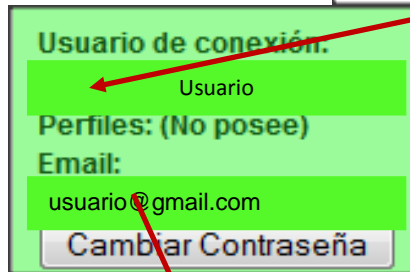 Usuario de conexión:
Usuario
Perfiles: (No posee)
Email:
usuario@gmail.com
Cambiar Contraseña